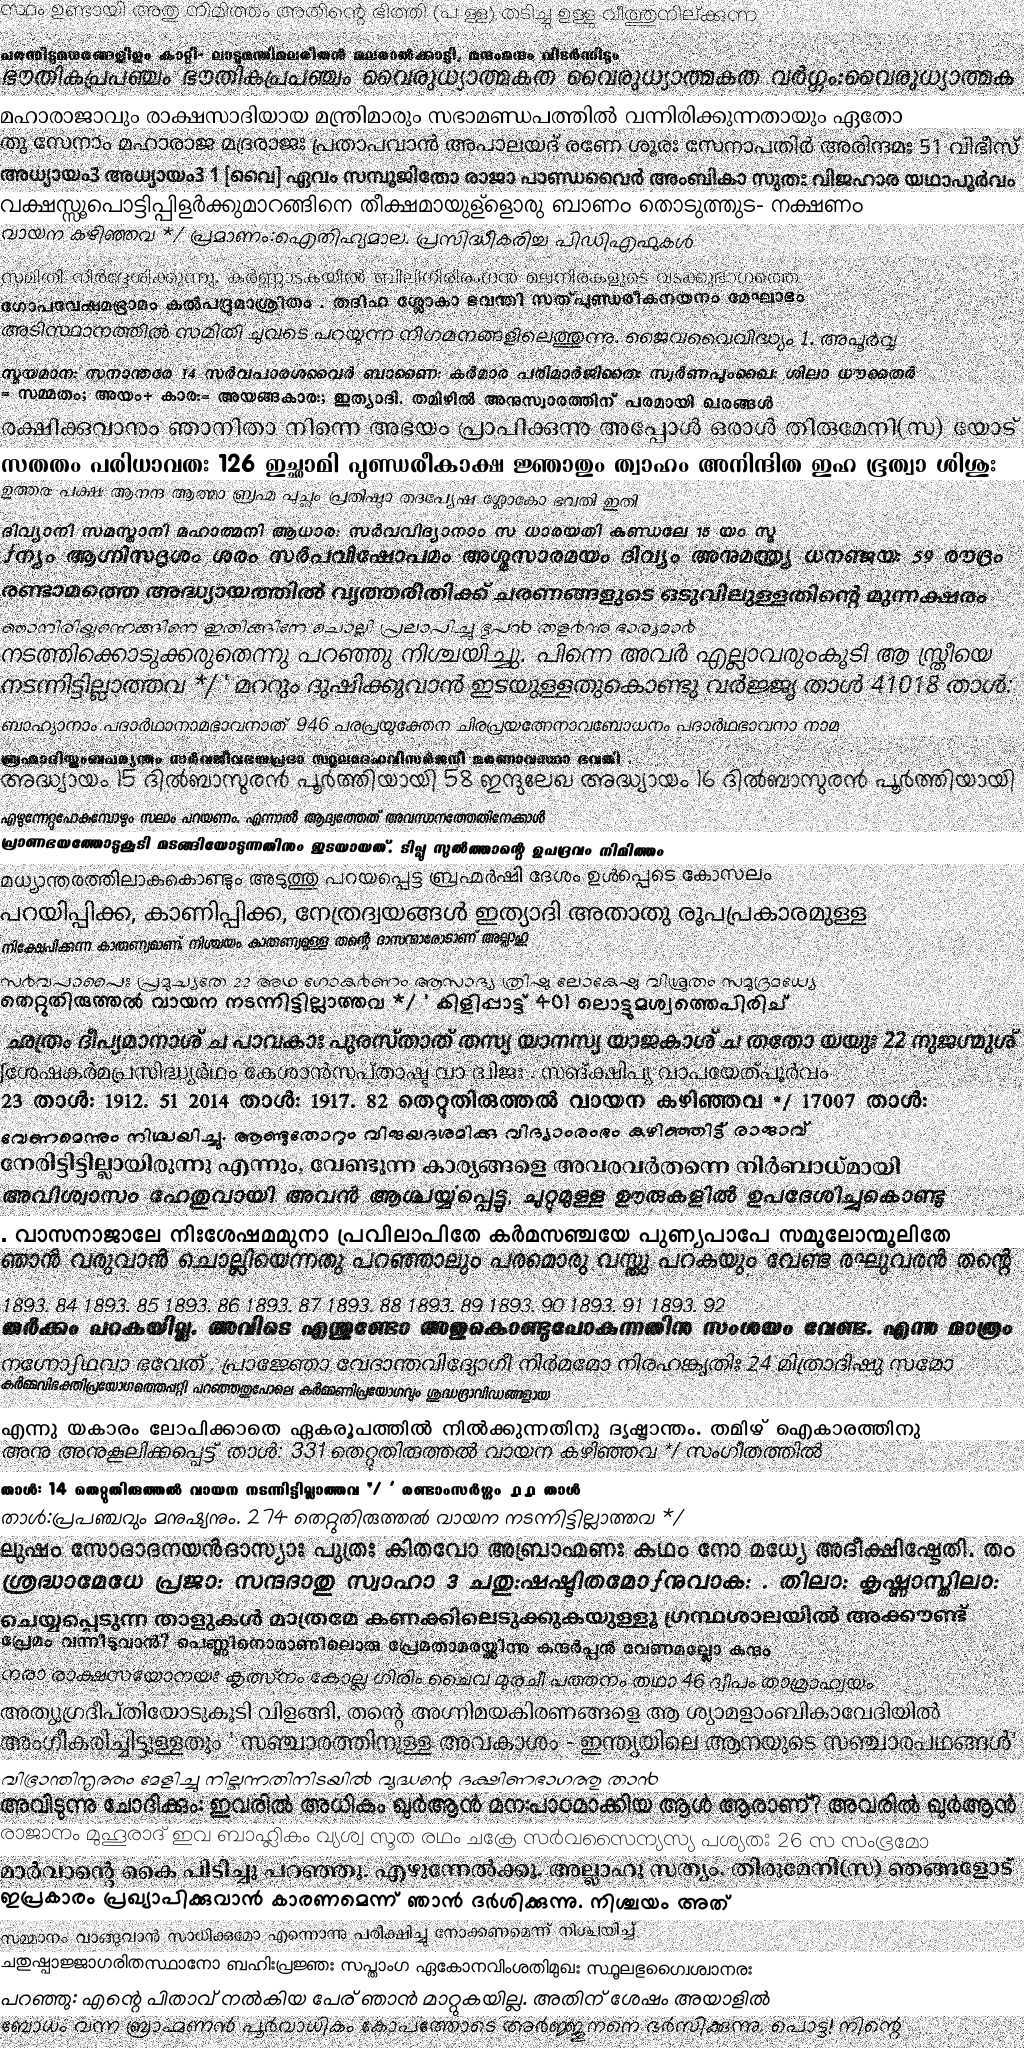 സ്ഥം ഉണ്ടായി അതു നിമിത്തം അതിന്റെ ഭിത്തി (പ ള്ള) തടിച്ചു ഉള്ള വീത്തുനില്ക്കുന്ന
കാറ്റി- ലാടുമന്തിമലരിതൻ മലരാൽക്കാട്ടി, മന്ദംമന്ദം വിടർന്നിട്ടും
ഭൗതികപ്രപഞ്ചം ഭൗതികപ്രപഞ്ചം വൈരുധ്യാത്മകത വൈരുധ്യാത്മകത വർഗ്ഗം:വൈരുധ്യാത്മക
മഹാരാജാവും രാക്ഷസാദിയായ മന്ത്രിമാരും സഭാമണ്ഡപത്തിൽ വന്നിരിക്കുന്നതായും ഏതോ
തു സേനാം മഹാരാജ മദ്രരാജഃ പ്രതാപവാൻ അപാലയദ് രണേ ശൂരഃ സേനാപതിർ അരിന്ദമഃ 51 വിഭീസ്
അധ്യായം3 അധ്യായം3 1 [വൈ] ഏവം സമ്പൂജിതോ രാജാ പാണ്ഡവൈർ അംബികാ സുതഃ വിജഹാര യഥാപൂർവം
വക്ഷസ്സുപൊട്ടിപ്പിളർക്കുമാറങ്ങിനെ തീക്ഷമായുള്ളൊരു ബാണം തൊടുത്തുട- നക്ഷണം
വായന കഴിഞ്ഞവ */ പ്രമാണം:ഐതിഹ്യമാല. പ്രസിദ്ധീകരിച്ച പിഡിഎഫുകൾ
സമിതി നിർദ്ദേശിക്കുന്നു. കർണ്ണാടകയിൽ ബിലിഗിരിരംഗൻ മലനിരകളുടെ വടക്കുഭാഗത്തെ
ഗോപവേഷമഭ്രാമം കൽപദ്രുമാശ്രിതം . തദിഹ ശ്ലോകാ ഭവന്തി സത്പുണ്ഡരീകനയനം മേഘാഭം
അടിസ്ഥാനത്തിൽ സമിതി ചുവടെ പറയുന്ന നിഗമനങ്ങളിലെത്തുന്നു. ജൈവവൈവിദ്ധ്യം 1. അപൂർവ്വ
സൂയമാനഃ സനാന്തരേ 14 സർവപാരശവൈർ ബാണൈഃ കർമാര പരിമാർജിതൈഃ സ്വർണപുംഖൈഃ ശിലാ ധൗതൈർ
= സമ്മതം; അയം+ കാരഃ= അയങ്കാരഃ; ഇത്യാദി. തമിഴിൽ അനുസ്വാരത്തിന് പരമായി ഖരങ്ങൾ
രക്ഷിക്കുവാനും ഞാനിതാ നിന്നെ അഭയം പ്രാപിക്കുന്നു അപ്പോൾ ഒരാൾ തിരുമേനി(സ) യോട്
സതതം പരിധാവതഃ 126 ഇച്ഛാമി പുണ്ഡരീകാക്ഷ ജ്ഞാതും ത്വാഹം അനിന്ദിത ഇഹ ഭൂത്വാ ശിശുഃ
ഉത്തരഃ പക്ഷഃ ആനന്ദ ആത്മാ ബ്രഹ്മ പുച്ഛം പ്രതിഷ്ഠാ തദപ്യേഷ ശ്ലോകോ ഭവതി ഇതി
ദിവ്യാനി സമസ്താനി മഹാത്മനി ആധാരഃ സർവവിദ്യാനാം സ ധാരയതി കുണ്ഡലേ 15 യം സ്മ
ഽന്യം ആഗ്നിസദൃശം ശരം സർപവിഷോപമം അശ്മസാരമയം ദിവ്യം അനുമന്ത്ര്യ ധനഞ്ജയഃ 59 രൗദ്രം
രണ്ടാമത്തെ അദ്ധ്യായത്തിൽ വൃത്തരീതിക്ക് ചരണങ്ങളുടെ ഒടുവിലുള്ളതിന്റെ മുന്നക്ഷരം
ഇതിങ്ങിനേ ചൊല്ലി പ്രലാപിച്ചു ഭൂപൻ തളർന്നു ഭാര്യമാർ
നടത്തിക്കൊടുക്കരുതെന്നു പറഞ്ഞു നിശ്ചയിച്ചു. പിന്നെ അവർ എല്ലാവരുംകൂടി ആ സ്ത്രീയെ
നടന്നിട്ടില്ലാത്തവ */ ' മററും ദുഷിക്കുവാൻ ഇടയുള്ളതുകൊണ്ടു വർജ്ജ്യ താൾ 41018 താൾ:
ബാഹ്യാനാം പദാർഥാനാമഭാവനാത് 946 പരപ്രയുക്തേന ചിരപ്രയത്നേനാവബോധനം പദാർഥഭാവനാ നാമ
മരണാവസ്ഥാ ഭവതി .
അദ്ധ്യായം 15 ദിൽബാസുരൻ പൂർത്തിയായി 58 ഇന്ദുലേഖ അദ്ധ്യായം 16 ദിൽബാസുരൻ പൂർത്തിയായി
എഴുന്നേറ്റുപോകുമ്പോഴും സലാം പറയണം. എന്നാൽ ആദ്യത്തേത് അവസാനത്തേതിനേക്കാൾ
പ്രാണഭയത്തോടുകൂടി മടങ്ങിയോടുന്നതിനും ഇടയായത്. ടിപ്പു സുൽത്താന്റെ ഉപദ്രവം നിമിത്തം
മധ്യാന്തരത്തിലാകകൊണ്ടും അടുത്തു പറയപ്പെട്ട ബ്രഹ്മർഷി ദേശം ഉൾപ്പെടെ കോസലം
പറയിപ്പിക്ക, കാണിപ്പിക്ക, നേത്രദ്വയങ്ങൾ ഇത്യാദി അതാതു രൂപപ്രകാരമുള്ള
നിക്ഷേപിക്കുന്ന കാരുണ്യമാണ്. നിശ്ചയം കാരുണ്യമുള്ള തന്റെ ദാസന്മാരോടാണ് അല്ലാഹു
സർവപാപൈഃ പ്രമുച്യതേ 22 അഥ ഗോകർണം ആസാദ്യ ത്രിഷു ലോകേഷു വിശ്രുതം സമുദ്രമധ്യേ
തെറ്റുതിരുത്തൽ വായന നടന്നിട്ടില്ലാത്തവ */ ' കിളിപ്പാട്ട് 401 ലൊട്ടുമശ്വത്തെപിരിച്
ഛത്രം ദീപ്യമാനാശ് ച പാവകാഃ പുരസ്താത് തസ്യ യാനസ്യ യാജകാശ് ച തതോ യയുഃ 22 നുജഗ്മുശ്
ഽശേഷകർമപ്രസിദ്ധ്യർഥം കേശാൻസപ്താഷ്ട വാ ദ്വിജഃ . സങ്ക്ഷിപ്യ വാപയേത്പൂർവം
23 താൾ: 1912. 51 2014 താൾ: 1917. 82 തെറ്റുതിരുത്തൽ വായന കഴിഞ്ഞവ */ 17007 താൾ:
വേണമെന്നും നിശ്ചയിച്ചു. ആണ്ടുതോറും വിജയദശമിക്കു വിദ്യാംരംഭം കഴിഞ്ഞിട്ട് രാജാവ്
നേരിട്ടിട്ടില്ലായിരുന്നു എന്നും, വേണ്ടുന്ന കാര്യങ്ങളെ അവരവർതന്നെ നിർബാധ്മായി
അവിശ്വാസം ഹേതുവായി അവൻ ആശ്ചര്യപ്പെട്ടു, ചുറ്റുമുള്ള ഊരുകളിൽ ഉപദേശിച്ചുകൊണ്ടു
. വാസനാജാലേ നിഃശേഷമമുനാ പ്രവിലാപിതേ കർമസഞ്ചയേ പുണ്യപാപേ സമൂലോന്മൂലിതേ
ഞാൻ വരുവാൻ ചൊല്ലിയെന്നതു പറഞ്ഞാലും പരമൊരു വസ്തു പറകയും വേണ്ട രഘുവരൻ തന്റെ
1893. 84 1893. 85 1893. 86 1893. 87 1893. 88 1893. 89 1893. 90 1893. 91 1893. 92
തർക്കം പറകയില്ല. അവിടെ എന്തുണ്ടോ അതുകൊണ്ടുപോകുന്നതിനു സംശയം വേണ്ട. എന്നു മാത്രം
നഗ്നോഽഥവാ ഭവേത് . പ്രാജ്ഞോ വേദാന്തവിദ്യോഗീ നിർമമോ നിരഹങ്കൃതിഃ 24 മിത്രാദിഷു സമോ
കർമ്മവിഭക്തിപ്രയോഗത്തെപ്പറ്റി പറഞ്ഞതുപോലെ കർമ്മണിപ്രയോഗവും ശുദ്ധദ്രാവിഡങ്ങളായ
എന്നു യകാരം ലോപിക്കാതെ ഏകരൂപത്തിൽ നിൽക്കുന്നതിനു ദൃഷ്ടാന്തം. തമിഴ് ഐകാരത്തിനു
അനു അനുകൂലിക്കപ്പെട്ട് താൾ: 331 തെറ്റുതിരുത്തൽ വായന കഴിഞ്ഞവ */ സംഗീതത്തിൽ
താൾ: 14 തെറ്റുതിരുത്തൽ വായന നടന്നിട്ടില്ലാത്തവ */ ' രണ്ടാംസർഗ്ഗം ൧൧ താൾ
താൾ:പ്രപഞ്ചവും മനുഷ്യനും. 274 തെറ്റുതിരുത്തൽ വായന നടന്നിട്ടില്ലാത്തവ */
ലുഷം സോദാദനയൻദാസ്യാഃ പുത്രഃ കിതവോ അബ്രാഹ്മണഃ കഥം നോ മധ്യേ അദീക്ഷിഷ്ടേതി. തം
ശ്രദ്ധാമേധേ പ്രജാഃ സന്ദദാതു സ്വാഹാ 3 ചതുഃഷഷ്ടിതമോഽനുവാകഃ . തിലാഃ കൃഷ്ണാസ്തിലാഃ
ചെയ്യപ്പെടുന്ന താളുകൾ മാത്രമേ കണക്കിലെടുക്കുകയുള്ളൂ ഗ്രന്ഥശാലയിൽ അക്കൗണ്ട്
പ്രേമം വന്നിടുവാൻ? പെണ്ണിനൊരാണിലൊരു പ്രേമതാമരയ്ക്കിന്നു കന്ദർപ്പൻ വേണമല്ലോ കുന്ദം
നരാ രാക്ഷസയോനയഃ കൃത്സ്നം കോല്ല ഗിരിം ചൈവ മുരചീ പത്തനം തഥാ 46 ദ്വീപം താമ്രാഹ്വയം
അത്യുഗ്രദീപ്തിയോടുകൂടി വിളങ്ങി, തന്റെ അഗ്നിമയകിരണങ്ങളെ ആ ശ്യാമളാംബികാവേദിയിൽ
അംഗീകരിച്ചിട്ടുള്ളതും ' സഞ്ചാരത്തിനുള്ള അവകാശം - ഇന്ത്യയിലെ ആനയുടെ സഞ്ചാരപഥങ്ങൾ'
വിഭ്രാന്തിനൃത്തം മേളിച്ചു നില്ക്കുന്നതിനിടയിൽ വൃദ്ധന്റെ ദക്ഷിണഭാഗത്തു താൻ
അവിടുന്നു ചോദിക്കും: ഇവരിൽ അധികം ഖുർആൻ മനഃപാഠമാക്കിയ ആൾ ആരാണ്? അവരിൽ ഖുർആൻ
രാജാനം മുഹൂരാദ് ഇവ ബാഹ്ലികം വ്യശ്വ സൂത രഥം ചക്രേ സർവസൈന്യസ്യ പശ്യതഃ 26 സ സംഭ്രമോ
മാർവാന്റെ കൈ പിടിച്ചു പറഞ്ഞു. എഴുന്നേൽക്കൂ. അല്ലാഹു സത്യം. തിരുമേനി(സ) ഞങ്ങളോട്
ഇപ്രകാരം പ്രഖ്യാപിക്കുവാൻ കാരണമെന്ന് ഞാൻ ദർശിക്കുന്നു. നിശ്ചയം അത്
സമ്മാനം വാങ്ങുവാൻ സാധിക്കുമോ എന്നൊന്നു പരീക്ഷിച്ചു നോക്കണമെന്ന് നിശ്ചയിച്ച്
ചതുഷ്പാജ്ജാഗരിതസ്ഥാനോ ബഹിഃപ്രജ്ഞഃ സപ്താംഗ ഏകോനവിംശതിമുഖഃ സ്ഥൂലഭുഗ്വൈശ്വാനരഃ
പറഞ്ഞു: എന്റെ പിതാവ് നൽകിയ പേര് ഞാൻ മാറ്റുകയില്ല. അതിന് ശേഷം അയാളിൽ
ബോധം വന്ന ബ്രാഹ്മണൻ പൂർവാധികം കോപത്തോടെ അർജ്ജുനനെ ഭർസിക്കുന്നു. പൊട്ട! നിന്റെ